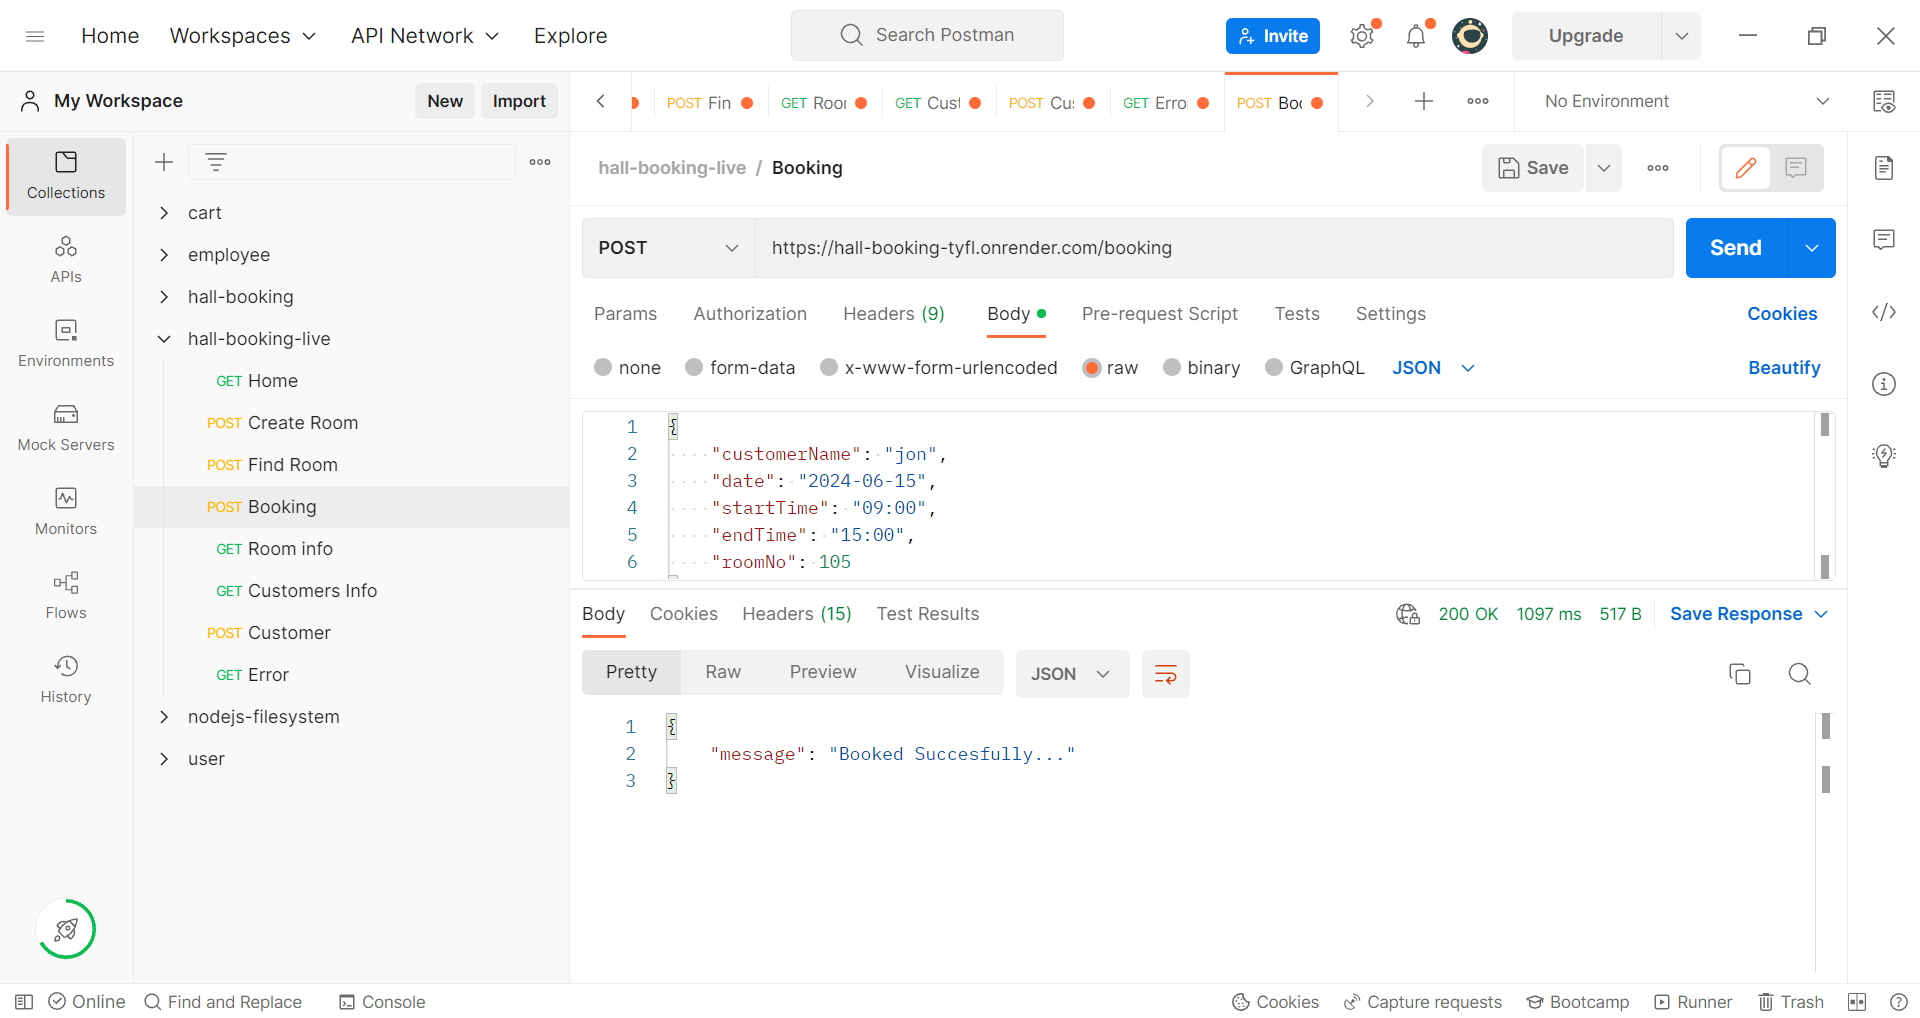 Home Workspaces API Network Explore Search Postman Invite Upgrade
My Workspace New Import
POST Fin GET Roor GET Cust POST Cu GET Erro POST Boo No Environment
Collections
APIs
Environments
Mock Servers
Monitors
Flows
History
cart
employee
hall-booking
hall-booking-live
GET Home
POST Create Room
POST Find Room
POST Booking
GET Room info
GET Customers Info
POST Customer
GET Error
nodejs-filesystem
user
hall-booking-live / Booking Save
POST https://hall-booking-tyfl.onrender.com/booking Send
Params Authorization Headers (9) Body Pre-request Script Tests Settings Cookies
none form-data x-www-form-urlencoded raw binary GraphQL JSON Beautify
1 {
2 "customerName": "jon",
3 "date": "2024-06-15",
4 "startTime": "09:00",
5 "endTime": "15:00",
6 "roomNo": 105
Body Cookies Headers (15) Test Results 200 OK 1097 ms 517 B Save Response
Pretty Raw Preview Visualize JSON
1 {
2 "message": "Booked Succesfully..."
3 }
Online Find and Replace Console Cookies Capture requests Bootcamp Runner Trash